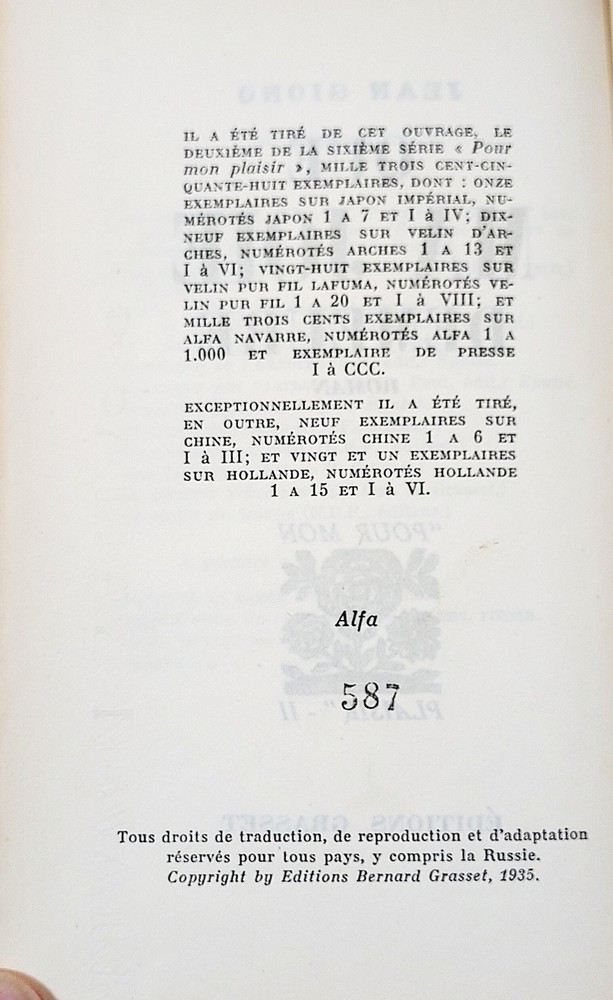 IL A ÉTÉ TIRÉ DE CET OUVRAGE, LE
DEUXIÈME DE LA SIXIÈME SÉRIE « Pour
mon plaisir », MILLE TROIS CENT-CIN-
QUANTE-HUIT EXEMPLAIRES, DONT : ONZE
EXEMPLAIRES SUR JAPON IMPÉRIAL, NU-
MÉROTÉS JAPON 1 A 7 ET I à IV; DIX-
NEUF EXEMPLAIRES SUR VELIN D'AR-
CHES, NUMÉROTÉS ARCHES 1 A 13 ET
I à VI; VINGT-HUIT EXEMPLAIRES SUR
VELIN PUR FIL LAFUMA, NUMÉROTÉS VE-
LIN PUR FIL 1 A 20 ET I à VIII; ET
MILLE TROIS CENTS EXEMPLAIRES SUR
ALFA NAVARRE, NUMÉROTÉS ALFA 1 A
1.000 ET EXEMPLAIRE DE PRESSE
I à CCC.
EXCEPTIONNELLEMENT IL A ÉTÉ TIRÉ,
EN OUTRE, NEUF EXEMPLAIRES SUR
CHINE, NUMÉROTÉS CHINE 1 A 6 ET
I à III; ET VINGT ET UN EXEMPLAIRES
SUR HOLLANDE, NUMÉROTÉS HOLLANDE
1 A 15 ET I à VI.
Alfa
587
Tous droits de traduction, de reproduction et d'adaptation
réservés pour tous pays, y compris la Russie.
Copyright by Editions Bernard Grasset, 1935.